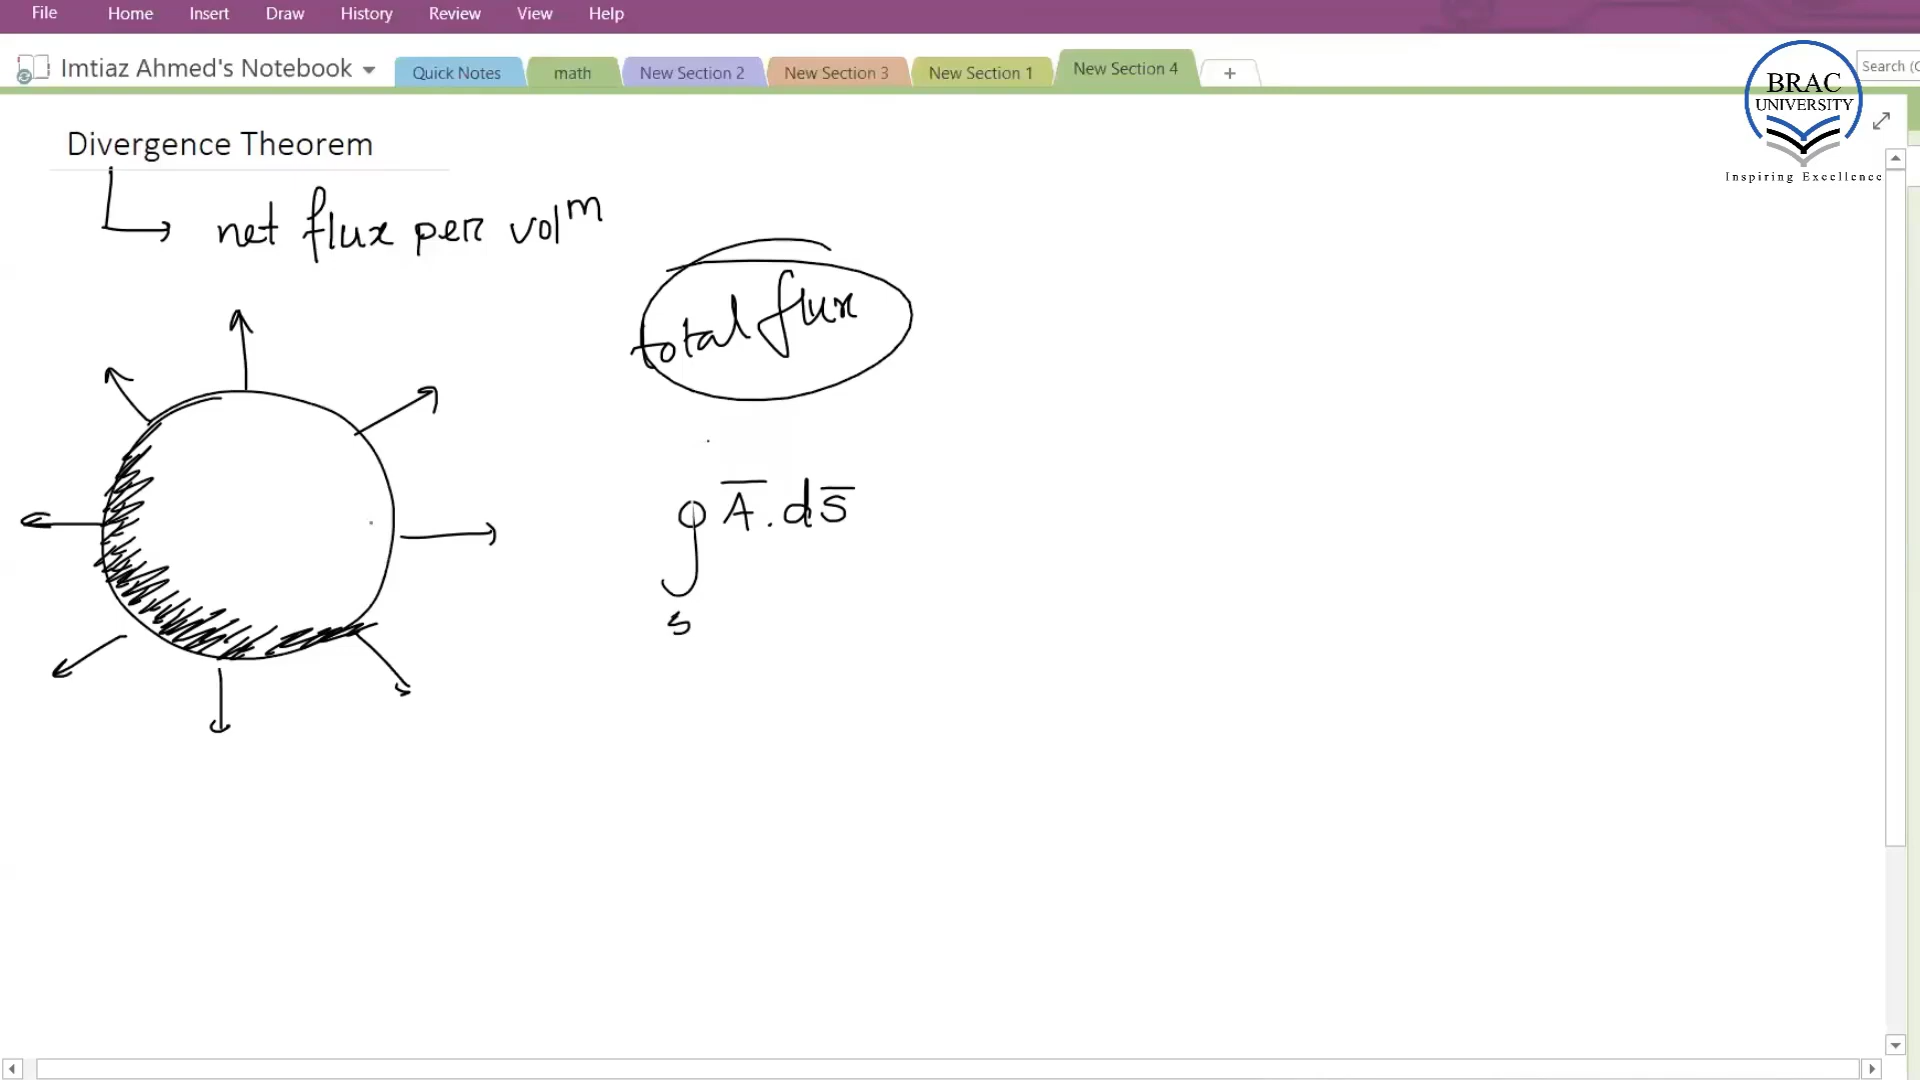 File Home Insert Draw History Review View Help
Imtiaz Ahmed's Notebook Quick Notes math New Section 2 New Section 3 New Section 1 New Section 4 +
Search (C
BRAC
UNIVERSITY
Inspiring Excellence
Divergence Theorem
net flux per volᵐ
total flux
∮ A̅ . dS̅
s